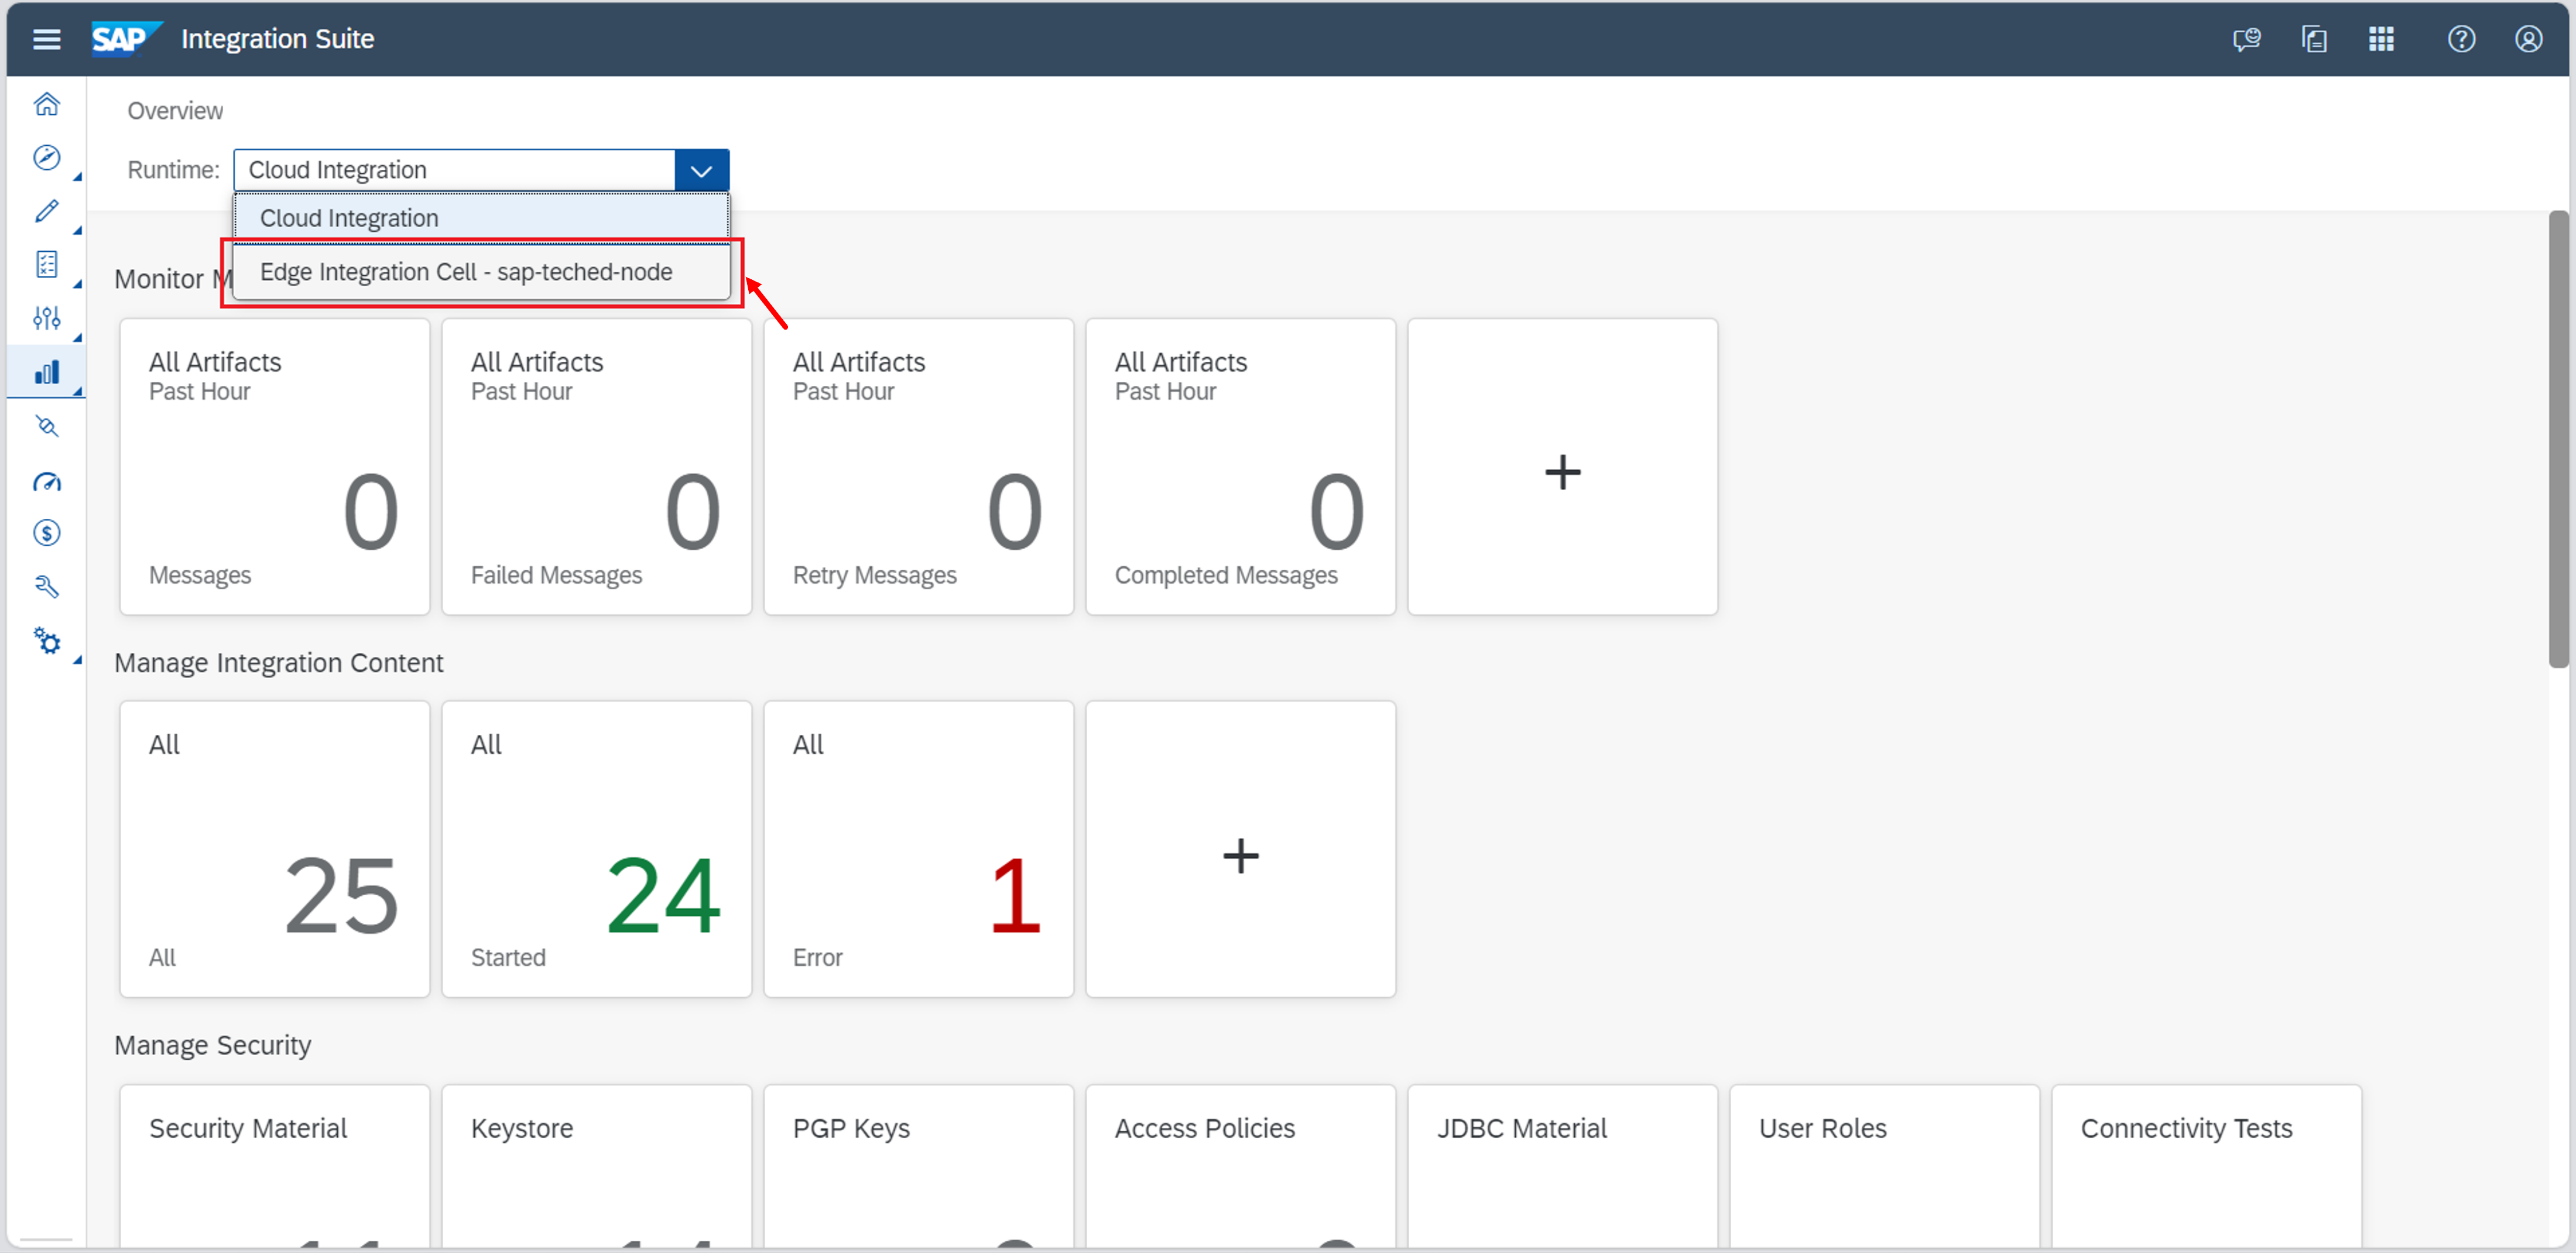 SAP Integration Suite
Overview
Runtime: Cloud Integration
Cloud Integration
Edge Integration Cell - sap-teched-node
Monitor
All Artifacts
Past Hour
0
Messages
All Artifacts
Past Hour
0
Failed Messages
All Artifacts
Past Hour
0
Retry Messages
All Artifacts
Past Hour
0
Completed Messages
+
Manage Integration Content
All
25
All
All
24
Started
All
1
Error
+
Manage Security
Security Material
Keystore
PGP Keys
Access Policies
JDBC Material
User Roles
Connectivity Tests